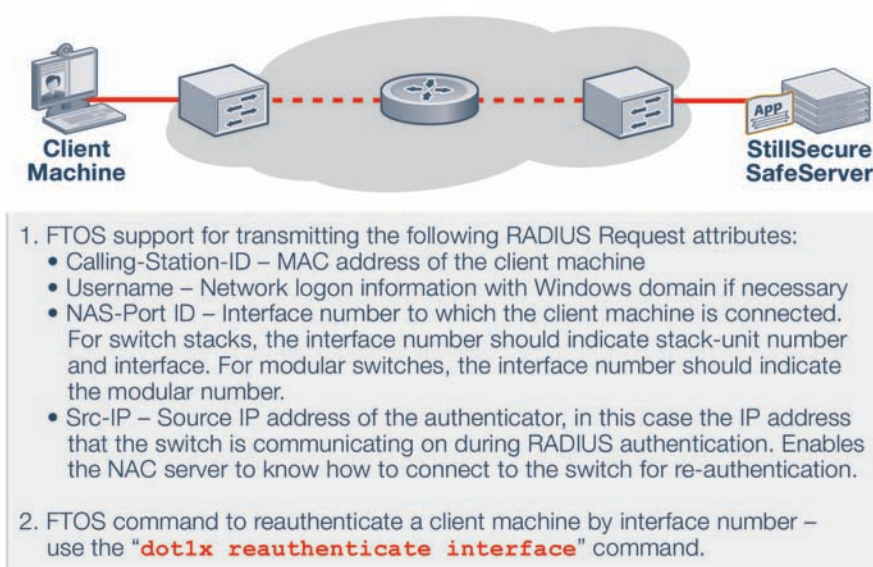 Client
Machine
App
StillSecure
SafeServer
1. FTOS support for transmitting the following RADIUS Request attributes:
• Calling-Station-ID – MAC address of the client machine
• Username – Network logon information with Windows domain if necessary
• NAS-Port ID – Interface number to which the client machine is connected.
For switch stacks, the interface number should indicate stack-unit number
and interface. For modular switches, the interface number should indicate
the modular number.
• Src-IP – Source IP address of the authenticator, in this case the IP address
that the switch is communicating on during RADIUS authentication. Enables
the NAC server to know how to connect to the switch for re-authentication.
2. FTOS command to reauthenticate a client machine by interface number –
use the “dot1x reauthenticate interface” command.